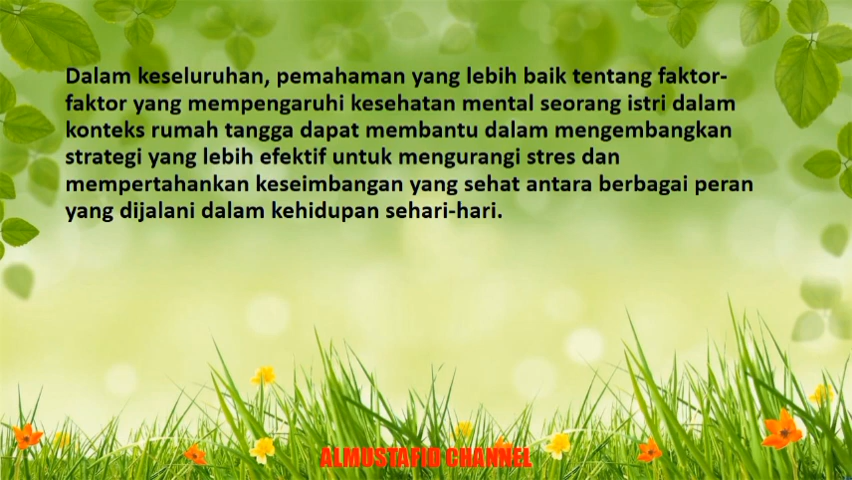 Dalam keseluruhan, pemahaman yang lebih baik tentang faktor-
faktor yang mempengaruhi kesehatan mental seorang istri dalam
konteks rumah tangga dapat membantu dalam mengembangkan
strategi yang lebih efektif untuk mengurangi stres dan
mempertahankan keseimbangan yang sehat antara berbagai peran
yang dijalani dalam kehidupan sehari-hari.
ALMUSTAFID CHANNEL